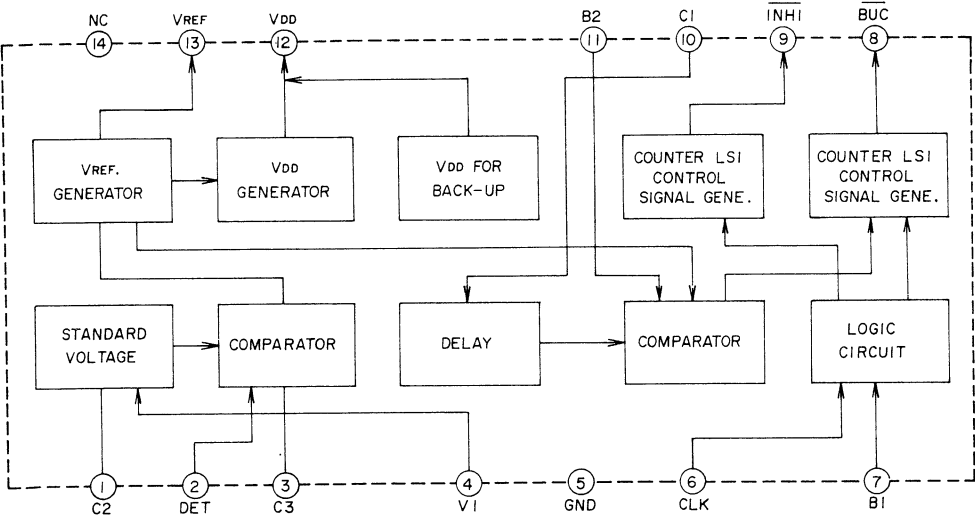 NC VREF VDD B2 C1 INH1 BUC
14 13 12 11 10 9 8
VREF. GENERATOR
VDD GENERATOR
VDD FOR BACK-UP
COUNTER LSI CONTROL SIGNAL GENE.
COUNTER LSI CONTROL SIGNAL GENE.
STANDARD VOLTAGE
COMPARATOR
DELAY
COMPARATOR
LOGIC CIRCUIT
1 2 3 4 5 6 7
C2 DET C3 V1 GND CLK B1